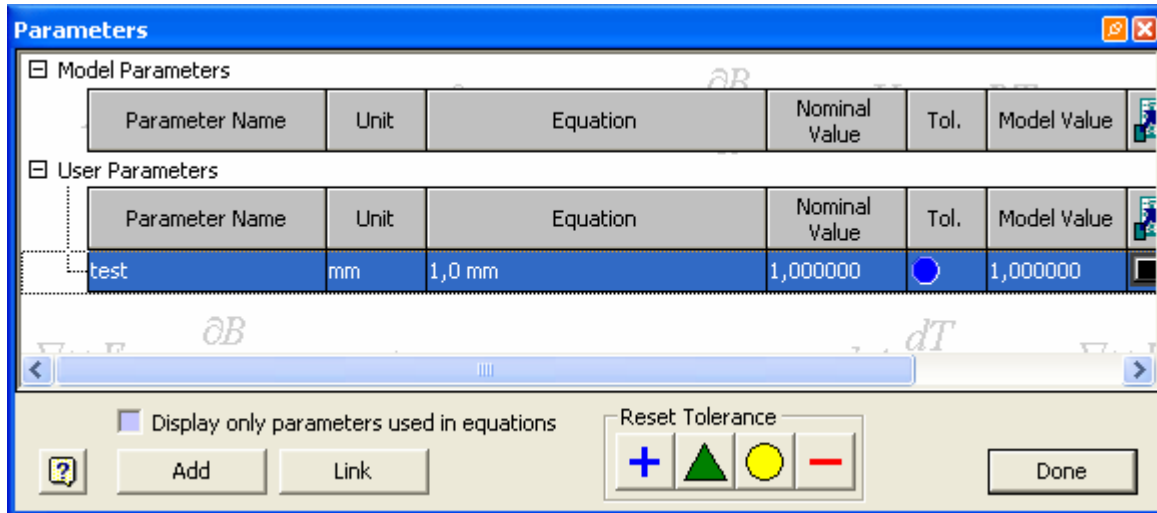 Parameters
Model Parameters
Parameter Name Unit Equation Nominal Value Tol. Model Value
User Parameters
Parameter Name Unit Equation Nominal Value Tol. Model Value
test mm 1,0 mm 1,000000 1,000000
∂B
dT
Display only parameters used in equations
Reset Tolerance
Add Link Done